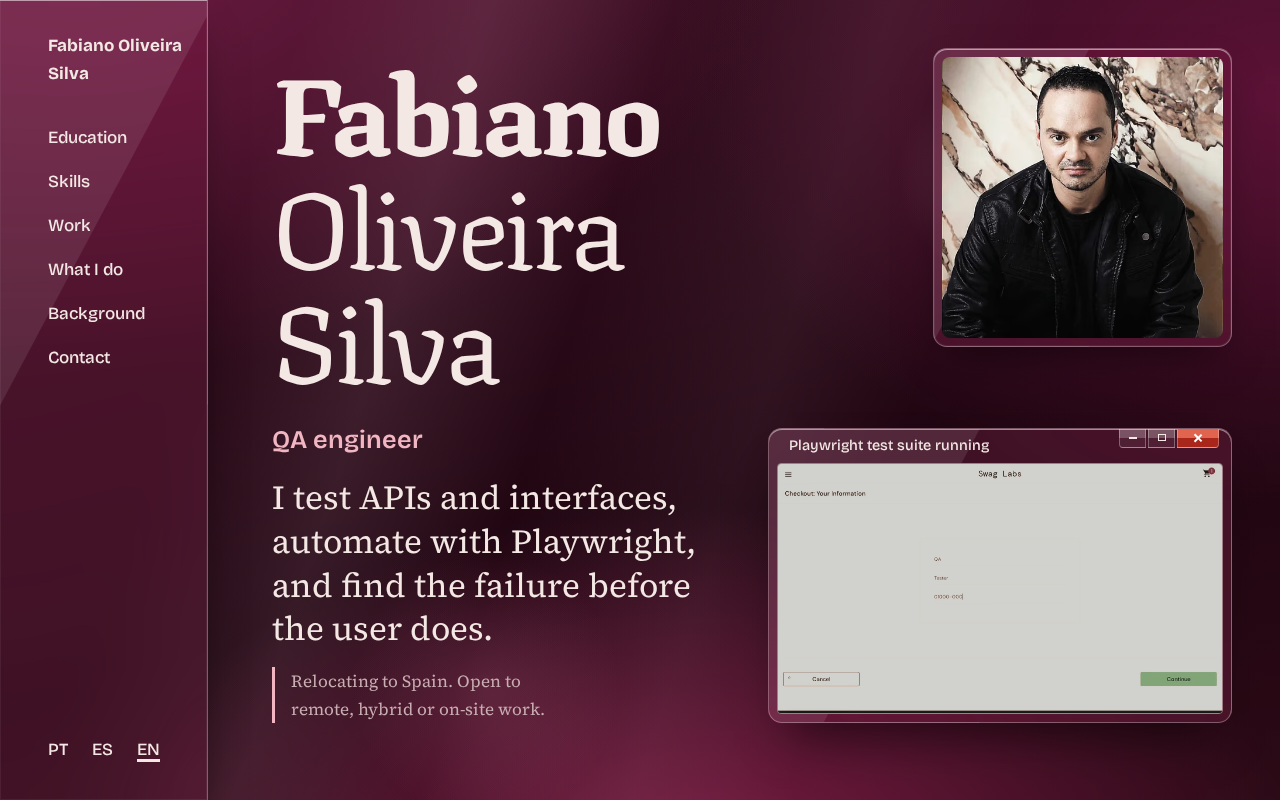 Fabiano Oliveira
Silva
Education
Skills
Work
What I do
Background
Contact
PT ES EN
Fabiano
Oliveira
Silva
QA engineer
I test APIs and interfaces,
automate with Playwright,
and find the failure before
the user does.
Relocating to Spain. Open to
remote, hybrid or on-site work.
Playwright test suite running
Swag Labs
Checkout: Your Information
QA
Tester
Cancel
Continue